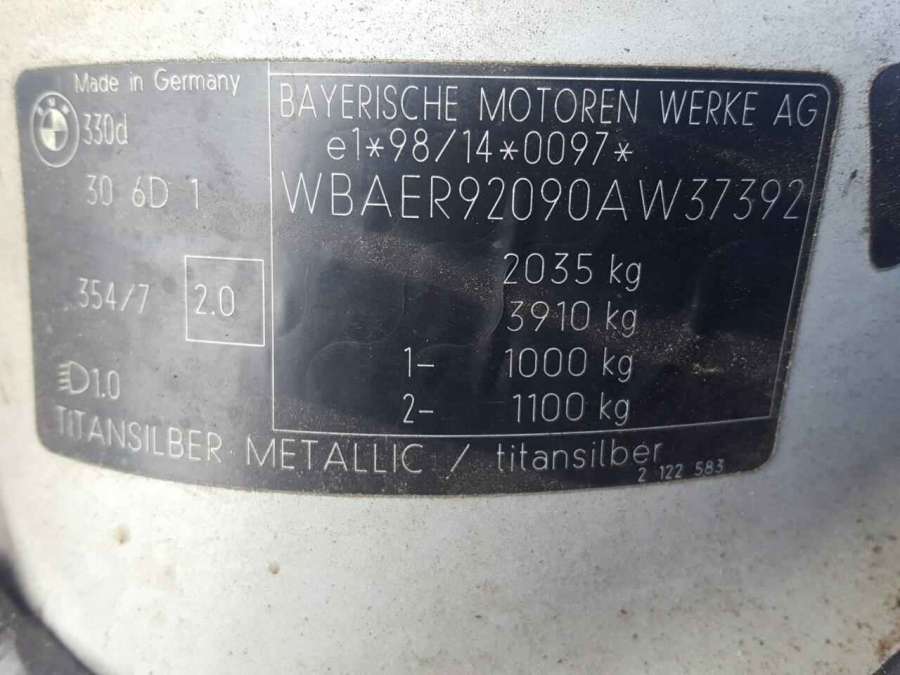 Made in Germany
BMW
330d
30 6D 1
354/7
2.0
1.0
BAYERISCHE MOTOREN WERKE AG
e1*98/14*0097*
WBAER92090AW37392
2035 kg
3910 kg
1- 1000 kg
2- 1100 kg
TITANSILBER METALLIC / titansilber
2 122 583